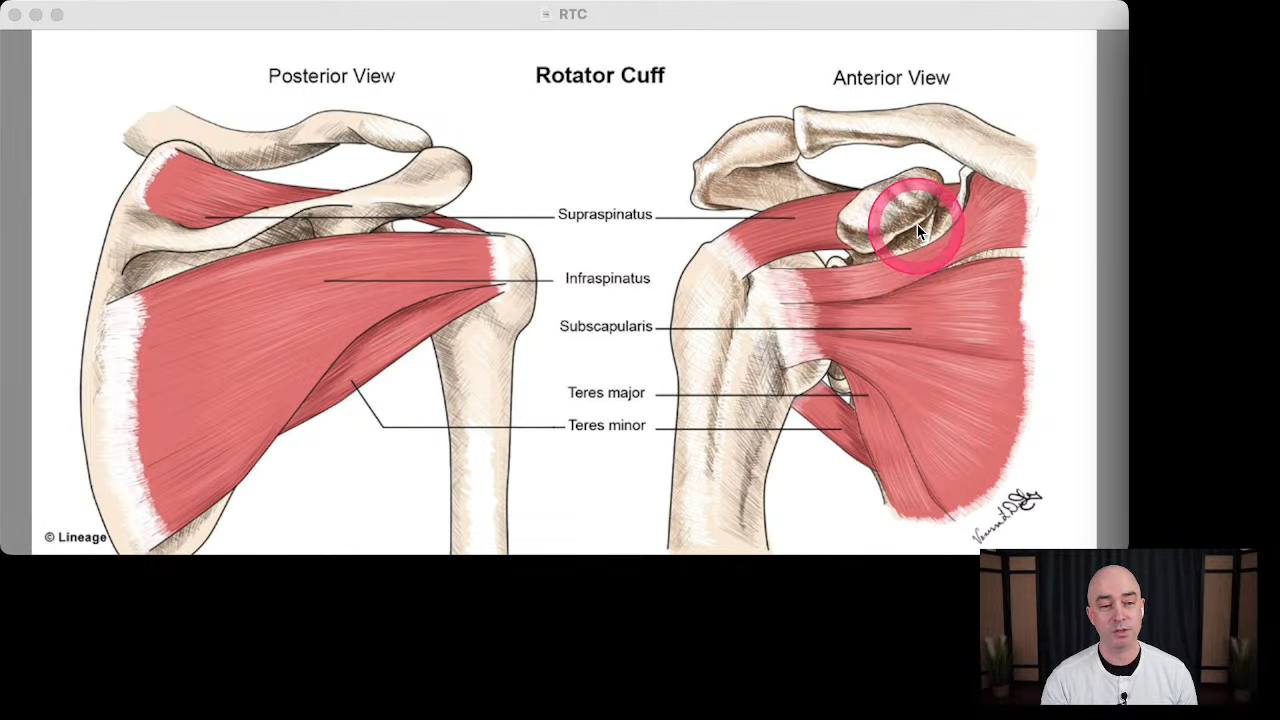 RTC
Posterior View
Rotator Cuff
Anterior View
Supraspinatus
Infraspinatus
Subscapularis
Teres major
Teres minor
© Lineage